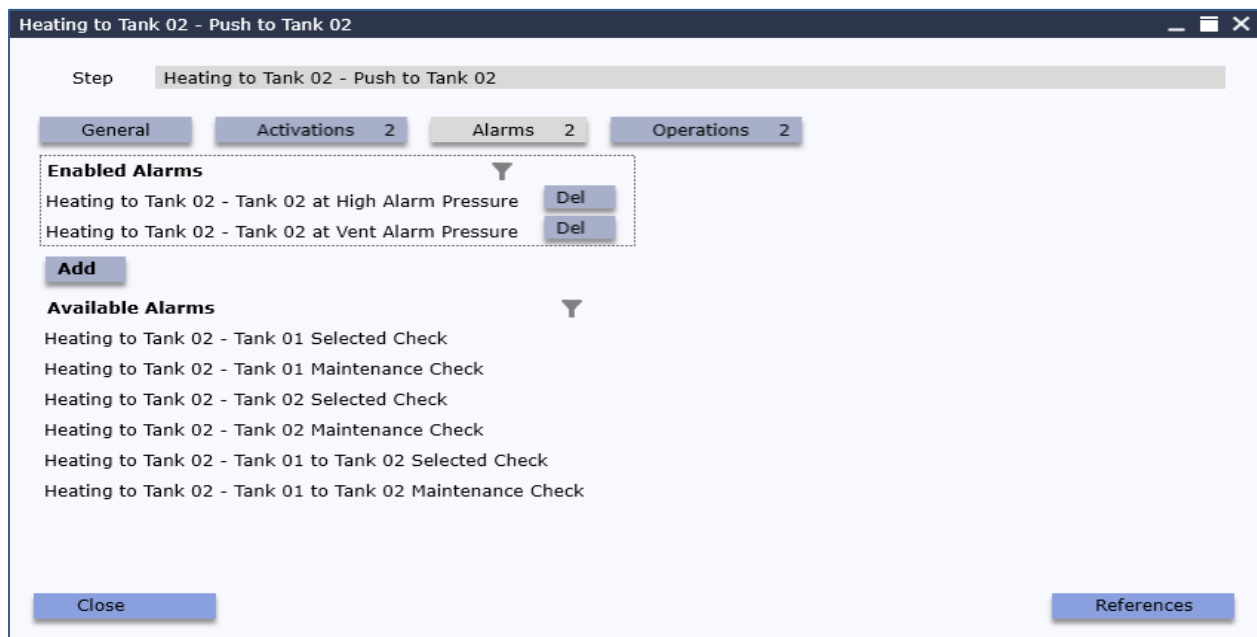 Heating to Tank 02 - Push to Tank 02
Step Heating to Tank 02 - Push to Tank 02
General Activations 2 Alarms 2 Operations 2
Enabled Alarms
Heating to Tank 02 - Tank 02 at High Alarm Pressure Del
Heating to Tank 02 - Tank 02 at Vent Alarm Pressure Del
Add
Available Alarms
Heating to Tank 02 - Tank 01 Selected Check
Heating to Tank 02 - Tank 01 Maintenance Check
Heating to Tank 02 - Tank 02 Selected Check
Heating to Tank 02 - Tank 02 Maintenance Check
Heating to Tank 02 - Tank 01 to Tank 02 Selected Check
Heating to Tank 02 - Tank 01 to Tank 02 Maintenance Check
Close References